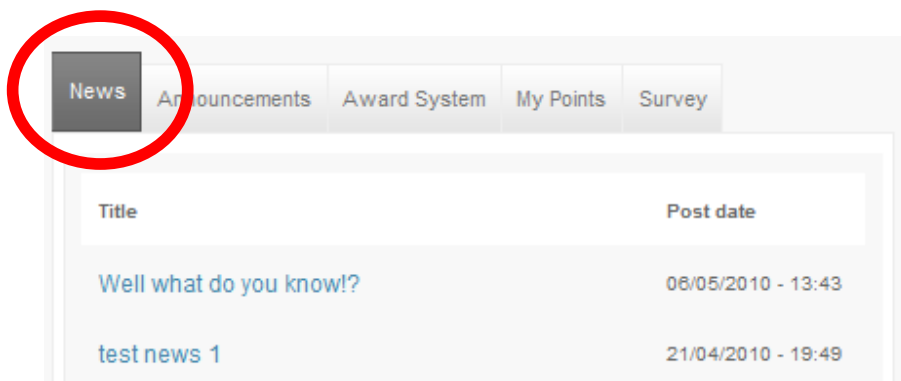 News Announcements Award System My Points Survey
Title Post date
Well what do you know!? 06/05/2010 - 13:43
test news 1 21/04/2010 - 19:49